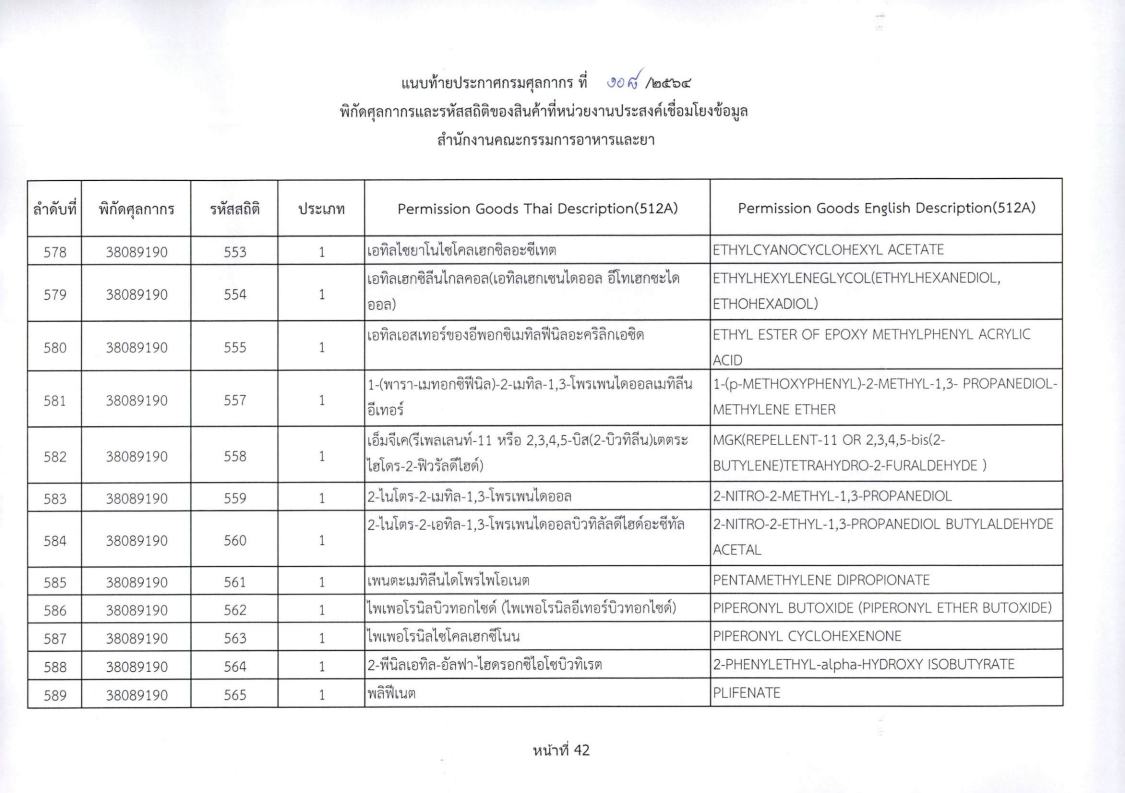 แนบท้ายประกาศกรมศุลกากร ที่ ๑๐๘ /๒๕๖๔
พิกัดศุลกากรและรหัสสถิติของสินค้าที่หน่วยงานประสงค์เชื่อมโยงข้อมูล
สำนักงานคณะกรรมการอาหารและยา
ลำดับที่ พิกัดศุลกากร รหัสสถิติ ประเภท Permission Goods Thai Description(512A) Permission Goods English Description(512A)
578 38089190 553 1 เอทิลไซยาโนไซโคลเฮกซิลอะซีเทต ETHYLCYANOCYCLOHEXYL ACETATE
579 38089190 554 1 เอทิลเฮกซิลีนไกลคอล(เอทิลเฮกเซนไดออล อีโทเฮกซะได ETHYLHEXYLENEGLYCOL(ETHYLHEXANEDIOL,
ออล) ETHOHEXADIOL)
580 38089190 555 1 เอทิลเอสเทอร์ของอีพอกซิเมทิลฟีนิลอะคริลิกเอซิด ETHYL ESTER OF EPOXY METHYLPHENYL ACRYLIC
ACID
581 38089190 557 1 1-(พารา-เมทอกซิฟีนิล)-2-เมทิล-1,3-โพรเพนไดออลเมทิลีน 1-(p-METHOXYPHENYL)-2-METHYL-1,3- PROPANEDIOL-
อีเทอร์ METHYLENE ETHER
582 38089190 558 1 เอ็มจีเค(รีเพลเลนท์-11 หรือ 2,3,4,5-บิส(2-บิวทิลีน)เตตระ MGK(REPELLENT-11 OR 2,3,4,5-bis(2-
ไฮโดร-2-ฟิวรัลดีไฮด์) BUTYLENE)TETRAHYDRO-2-FURALDEHYDE )
583 38089190 559 1 2-ไนโตร-2-เมทิล-1,3-โพรเพนไดออล 2-NITRO-2-METHYL-1,3-PROPANEDIOL
584 38089190 560 1 2-ไนโตร-2-เอทิล-1,3-โพรเพนไดออลบิวทิลัลดีไฮด์อะซีทัล 2-NITRO-2-ETHYL-1,3-PROPANEDIOL BUTYLALDEHYDE
ACETAL
585 38089190 561 1 เพนตะเมทิลีนไดโพรไพโอเนต PENTAMETHYLENE DIPROPIONATE
586 38089190 562 1 ไพเพอโรนิลบิวทอกไซด์ (ไพเพอโรนิลอีเทอร์บิวทอกไซด์) PIPERONYL BUTOXIDE (PIPERONYL ETHER BUTOXIDE)
587 38089190 563 1 ไพเพอโรนิลไซโคลเฮกซีโนน PIPERONYL CYCLOHEXENONE
588 38089190 564 1 2-ฟีนิลเอทิล-อัลฟา-ไฮดรอกซิไอโซบิวทิเรต 2-PHENYLETHYL-alpha-HYDROXY ISOBUTYRATE
589 38089190 565 1 พลิฟีเนต PLIFENATE
หน้าที่ 42